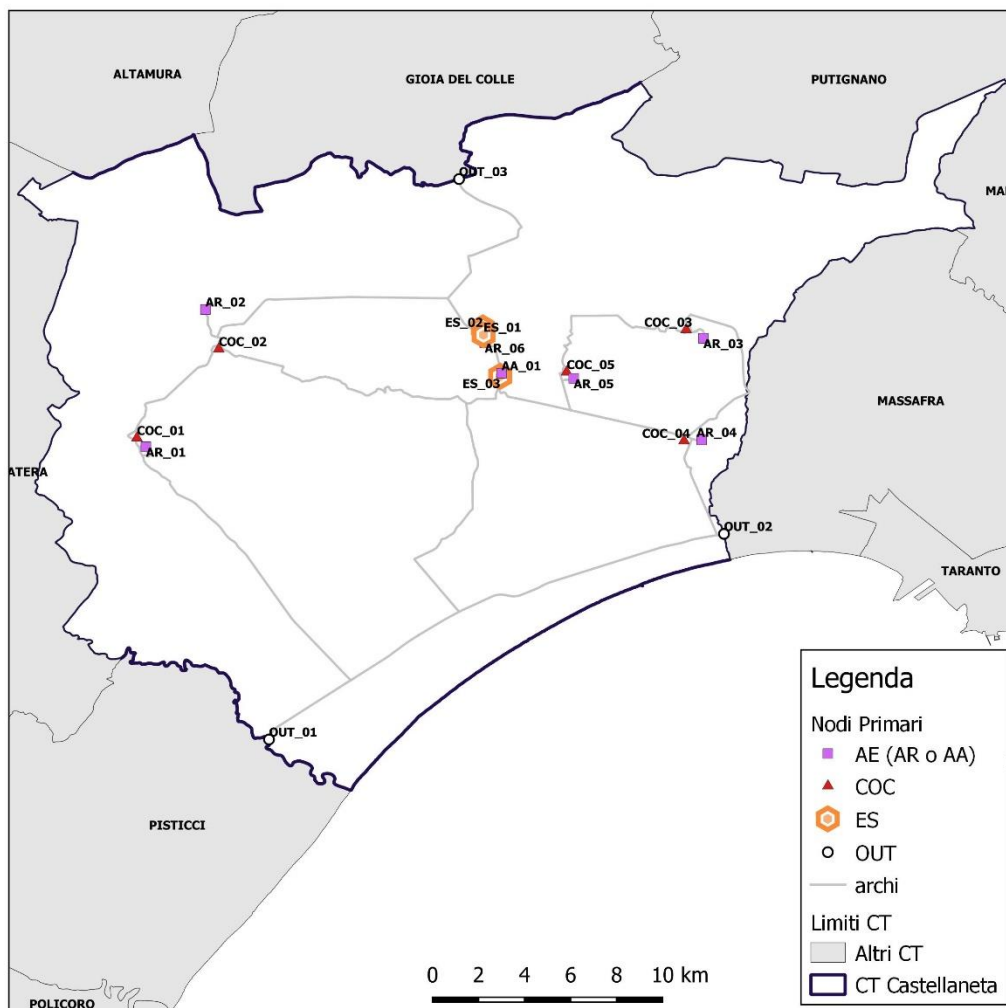 ALTAMURA
GIOIA DEL COLLE
PUTIGNANO
OUT_03
MA
AR_02
COC_02
ES_02
ES_01
AR_06
AA_01
ES_03
COC_03
AR_03
COC_05
AR_05
MASSAFRA
COC_01
AR_01
COC_04
AR_04
ATERA
OUT_02
TARANTO
OUT_01
PISTICCI
POLICORO
Legenda
Nodi Primari
AE (AR o AA)
COC
ES
OUT
archi
Limiti CT
Altri CT
CT Castellaneta
0 2 4 6 8 10 km